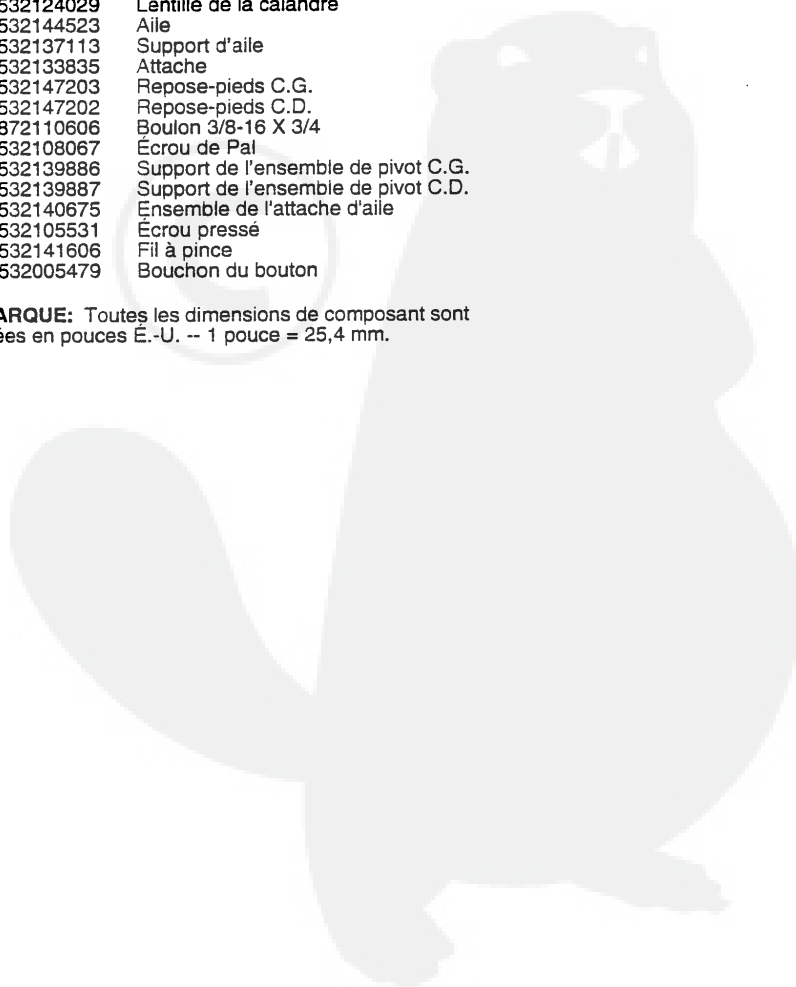 532124029 Lentille de la calandre
532144523 Aile
532137113 Support d'aile
532133835 Attache
532147203 Repose-pieds C.G.
532147202 Repose-pieds C.D.
872110606 Boulon 3/8-16 X 3/4
532108067 Écrou de Pal
532139886 Support de l'ensemble de pivot C.G.
532139887 Support de l'ensemble de pivot C.D.
532140675 Ensemble de l'attache d'aile
532105531 Écrou pressé
532141606 Fil à pince
532005479 Bouchon du bouton
ARQUE: Toutes les dimensions de composant sont
ées en pouces É.-U. -- 1 pouce = 25,4 mm.
©